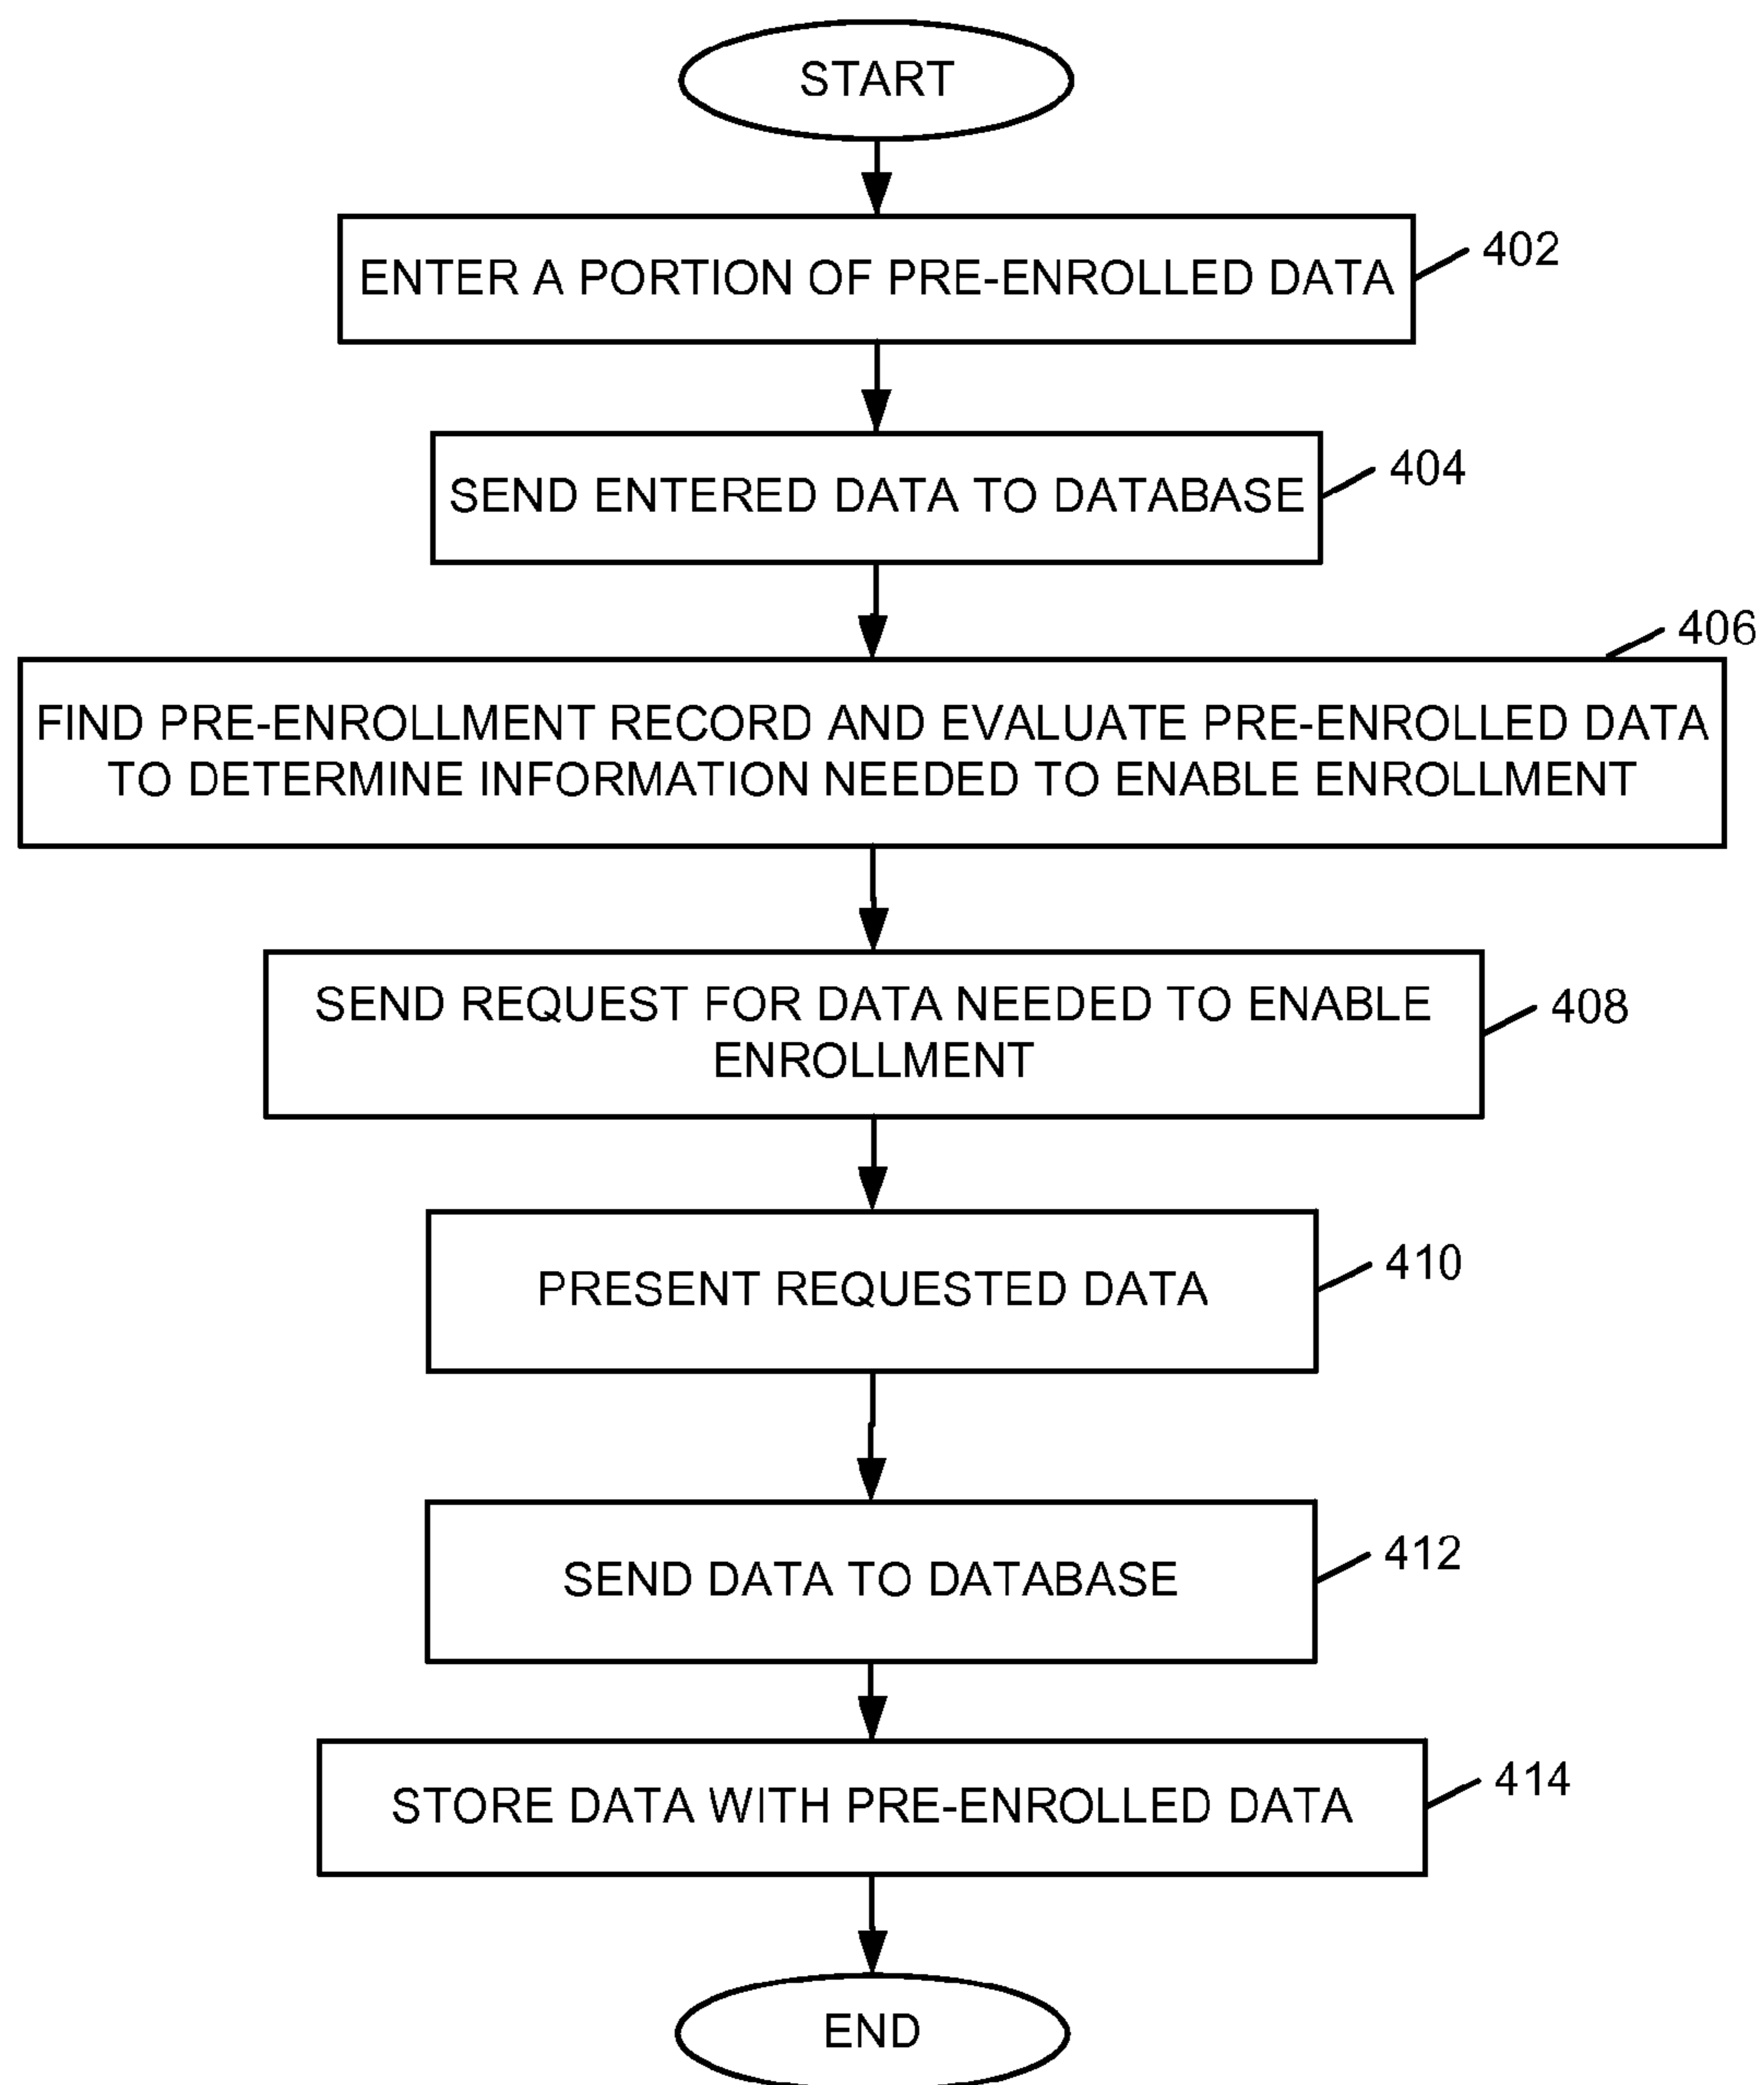 START
ENTER A PORTION OF PRE-ENROLLED DATA
402
SEND ENTERED DATA TO DATABASE
404
406
FIND PRE-ENROLLMENT RECORD AND EVALUATE PRE-ENROLLED DATA
TO DETERMINE INFORMATION NEEDED TO ENABLE ENROLLMENT
SEND REQUEST FOR DATA NEEDED TO ENABLE
ENROLLMENT
408
PRESENT REQUESTED DATA
410
SEND DATA TO DATABASE
412
STORE DATA WITH PRE-ENROLLED DATA
414
END